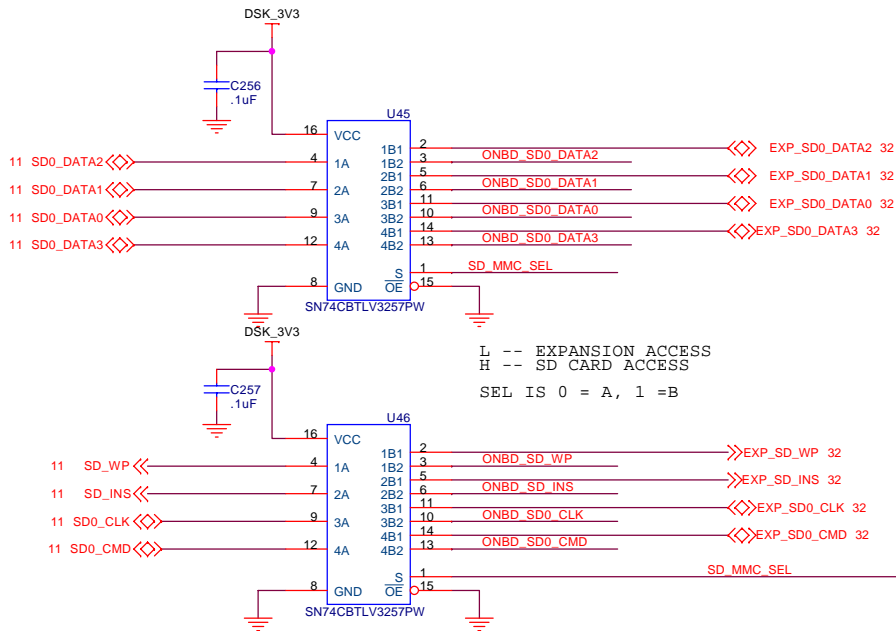 DSK_3V3
C256
.1uF
U45
16 VCC
1B1 2 EXP_SD0_DATA2 32
11 SD0_DATA2 4 1A 1B2 3 ONBD_SD0_DATA2
2B1 5 EXP_SD0_DATA1 32
11 SD0_DATA1 7 2A 2B2 6 ONBD_SD0_DATA1
3B1 11 EXP_SD0_DATA0 32
11 SD0_DATA0 9 3A 3B2 10 ONBD_SD0_DATA0
4B1 14 EXP_SD0_DATA3 32
11 SD0_DATA3 12 4A 4B2 13 ONBD_SD0_DATA3
S 1 SD_MMC_SEL
8 GND OE 15
SN74CBTLV3257PW
DSK_3V3
L -- EXPANSION ACCESS
H -- SD CARD ACCESS
SEL IS 0 = A, 1 =B
C257
.1uF
U46
16 VCC
1B1 2 EXP_SD_WP 32
11 SD_WP 4 1A 1B2 3 ONBD_SD_WP
2B1 5 EXP_SD_INS 32
11 SD_INS 7 2A 2B2 6 ONBD_SD_INS
3B1 11 EXP_SD0_CLK 32
11 SD0_CLK 9 3A 3B2 10 ONBD_SD0_CLK
4B1 14 EXP_SD0_CMD 32
11 SD0_CMD 12 4A 4B2 13 ONBD_SD0_CMD
S 1 SD_MMC_SEL
8 GND OE 15
SN74CBTLV3257PW